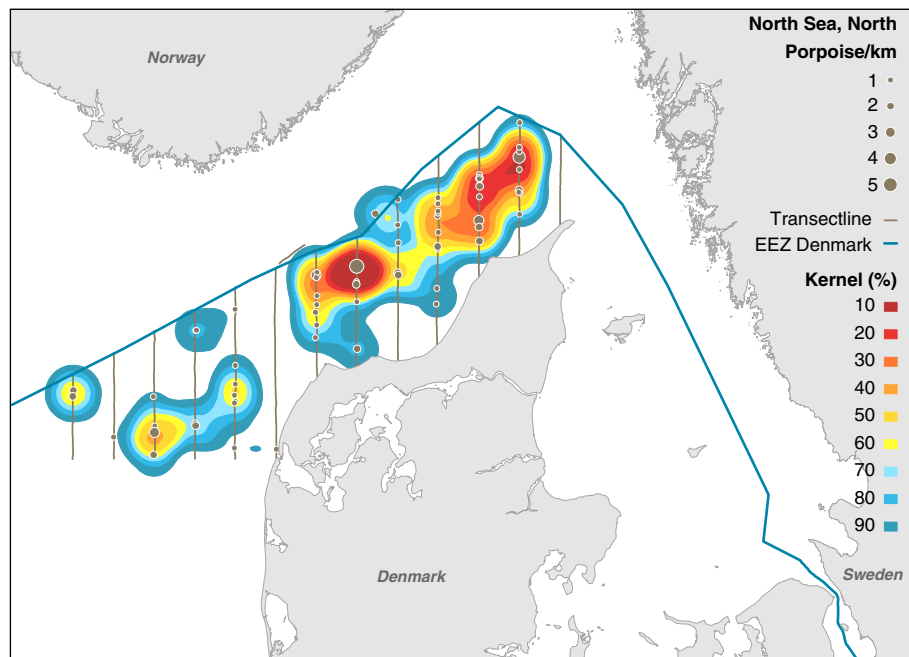 North Sea, North
Norway
Porpoise/km
1
2
3
4
5
Transectline
EEZ Denmark
Kernel (%)
10
20
30
40
50
60
70
80
90
Denmark
Sweden